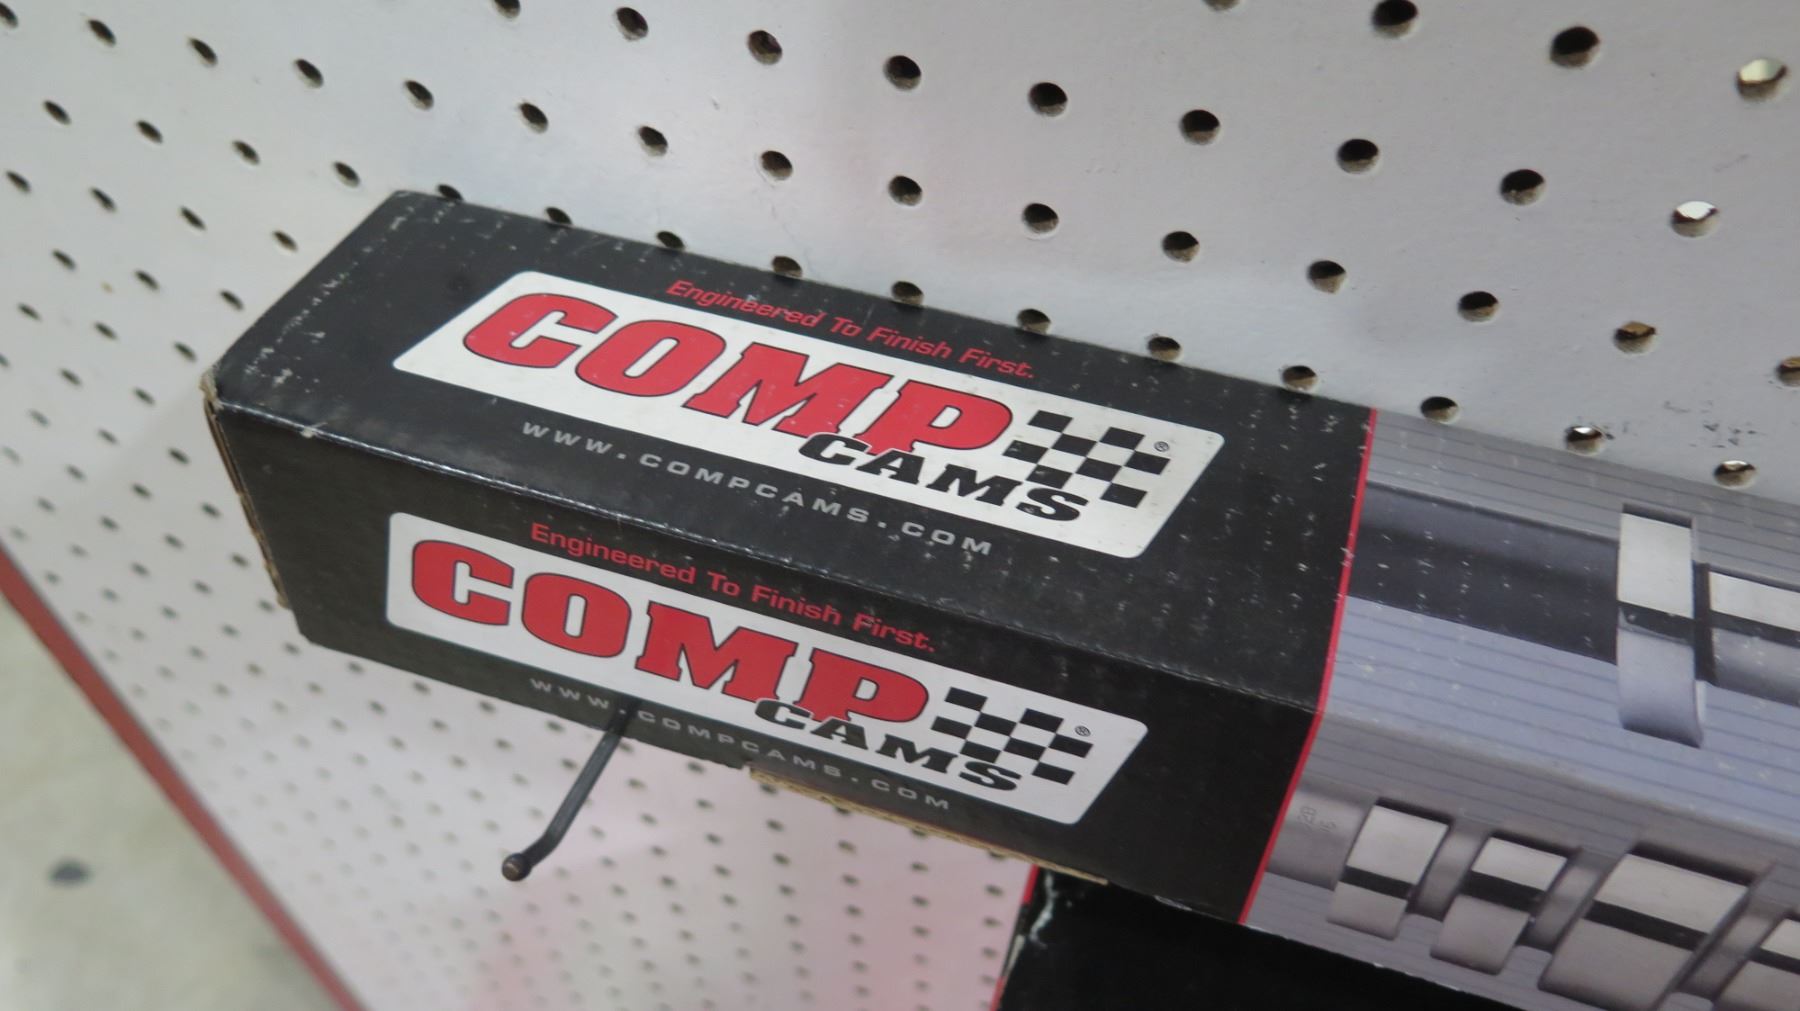 Engineered To Finish First.
COMP
CAMS ®
www.compcams.com
Engineered To Finish First.
COMP
CAMS ®
www.compcams.com